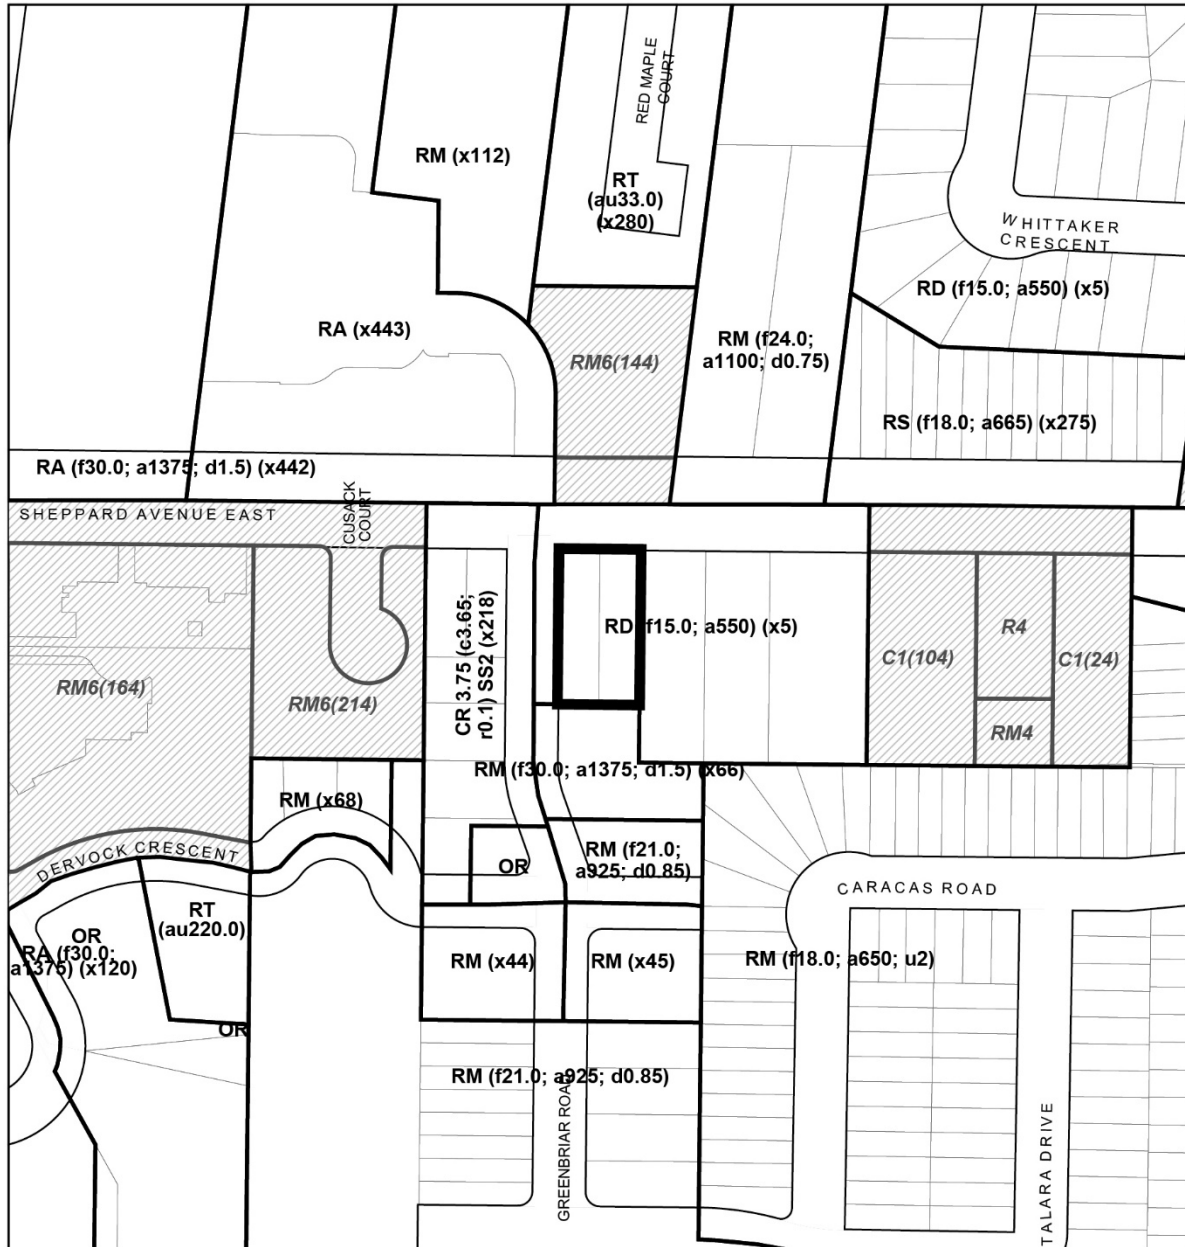 RED MAPLE
COURT
RM (x112)
RT
(au33.0)
(x280)
WHITTAKER
CRESCENT
RD (f15.0; a550) (x5)
RA (x443)
RM6(144)
RM (f24.0;
a1100; d0.75)
RS (f18.0; a665) (x275)
RA (f30.0; a1375; d1.5) (x442)
SHEPPARD AVENUE EAST
CUSACK
COURT
CR 3.75 (c3.65;
r0.1) SS2 (x218)
RD (f15.0; a550) (x5)
C1(104)
R4
C1(24)
RM4
RM6(164)
RM6(214)
RM (f30.0; a1375; d1.5) (x66)
RM (x68)
DERVOCK CRESCENT
OR
RM (f21.0;
a925; d0.85)
CARACAS ROAD
RT
(au220.0)
OR
RA (f30.0;
a1375) (x120)
OR
RM (x44)
RM (x45)
RM (f18.0; a650; u2)
RM (f21.0; a925; d0.85)
GREENBRIAR ROAD
TALARA DRIVE